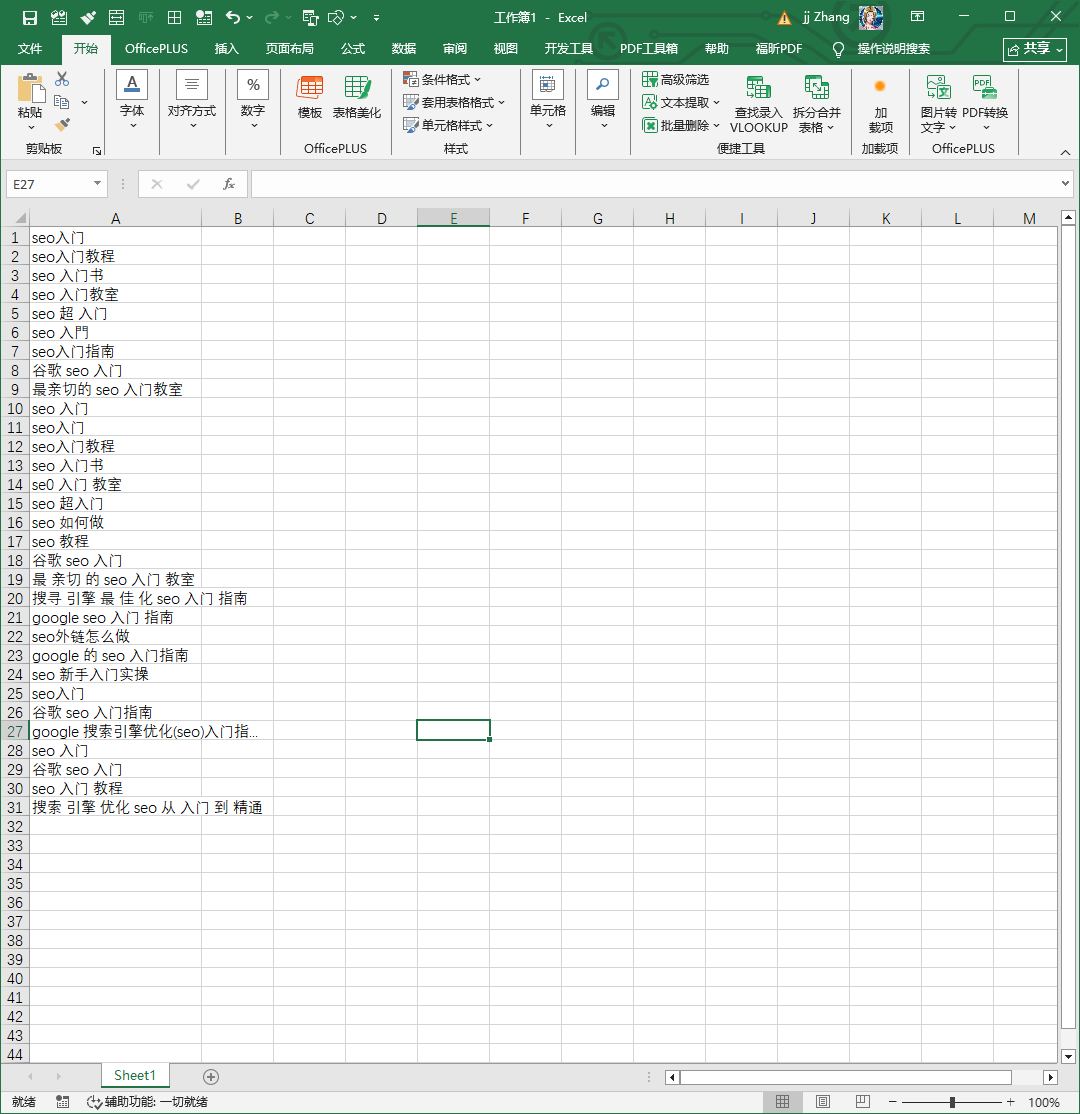 工作簿1 - Excel
jj Zhang
文件 开始 OfficePLUS 插入 页面布局 公式 数据 审阅 视图 开发工具 PDF工具箱 帮助 福昕PDF 操作说明搜索 共享
粘贴
剪贴板
字体
对齐方式
%
数字
模板 表格美化
OfficePLUS
条件格式
套用表格格式
单元格样式
样式
单元格
编辑
高级筛选
文本提取
批量删除
查找录入
VLOOKUP
拆分合并
表格
便捷工具
加
载项
加载项
图片转
文字
PDF转换
OfficePLUS
E27
fx
A B C D E F G H I J K L M
1 seo入门
2 seo入门教程
3 seo 入门书
4 seo 入门教室
5 seo 超 入门
6 seo 入門
7 seo入门指南
8 谷歌 seo 入门
9 最亲切的 seo 入门教室
10 seo 入门
11 seo入门
12 seo入门教程
13 seo 入门书
14 se0 入门 教室
15 seo 超入门
16 seo 如何做
17 seo 教程
18 谷歌 seo 入门
19 最 亲切 的 seo 入门 教室
20 搜寻 引擎 最 佳 化 seo 入门 指南
21 google seo 入门 指南
22 seo外链怎么做
23 google 的 seo 入门指南
24 seo 新手入门实操
25 seo入门
26 谷歌 seo 入门指南
27 google 搜索引擎优化(seo)入门指...
28 seo 入门
29 谷歌 seo 入门
30 seo 入门 教程
31 搜索 引擎 优化 seo 从 入门 到 精通
32
33
34
35
36
37
38
39
40
41
42
43
44
Sheet1
就绪 辅助功能: 一切就绪 100%